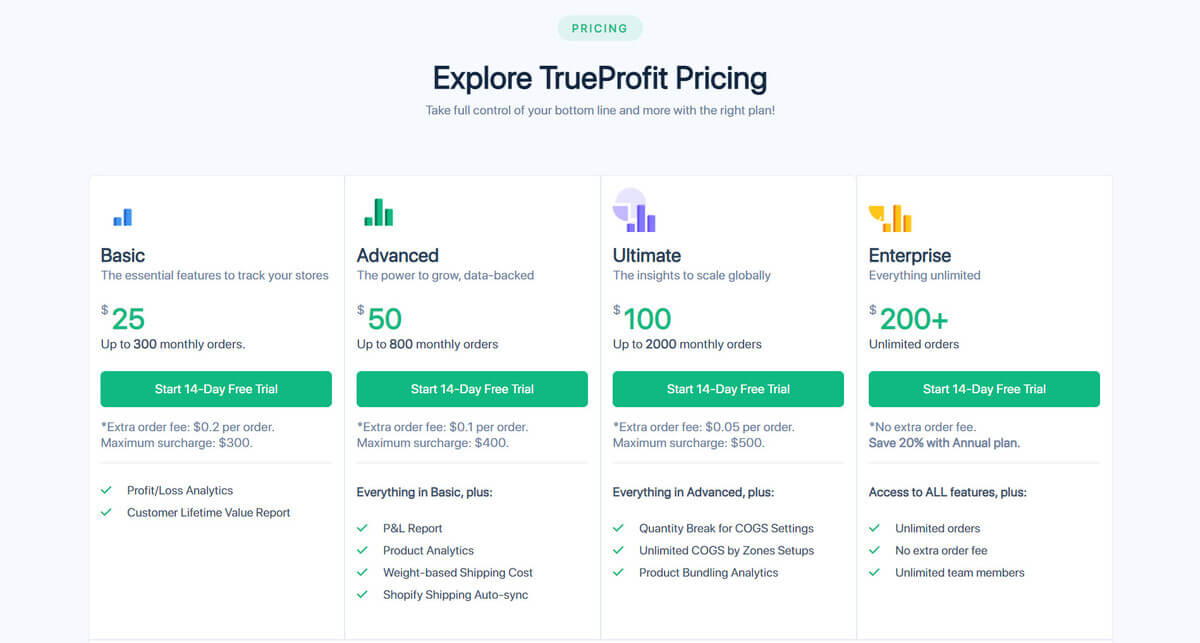 PRICING
Explore TrueProfit Pricing
Take full control of your bottom line and more with the right plan!
Basic
The essential features to track your stores
$25
Up to 300 monthly orders.
Start 14-Day Free Trial
*Extra order fee: $0.2 per order.
Maximum surcharge: $300.
Profit/Loss Analytics
Customer Lifetime Value Report
Advanced
The power to grow, data-backed
$50
Up to 800 monthly orders
Start 14-Day Free Trial
*Extra order fee: $0.1 per order.
Maximum surcharge: $400.
Everything in Basic, plus:
P&L Report
Product Analytics
Weight-based Shipping Cost
Shopify Shipping Auto-sync
Ultimate
The insights to scale globally
$100
Up to 2000 monthly orders
Start 14-Day Free Trial
*Extra order fee: $0.05 per order.
Maximum surcharge: $500.
Everything in Advanced, plus:
Quantity Break for COGS Settings
Unlimited COGS by Zones Setups
Product Bundling Analytics
Enterprise
Everything unlimited
$200+
Unlimited orders
Start 14-Day Free Trial
*No extra order fee.
Save 20% with Annual plan.
Access to ALL features, plus:
Unlimited orders
No extra order fee
Unlimited team members